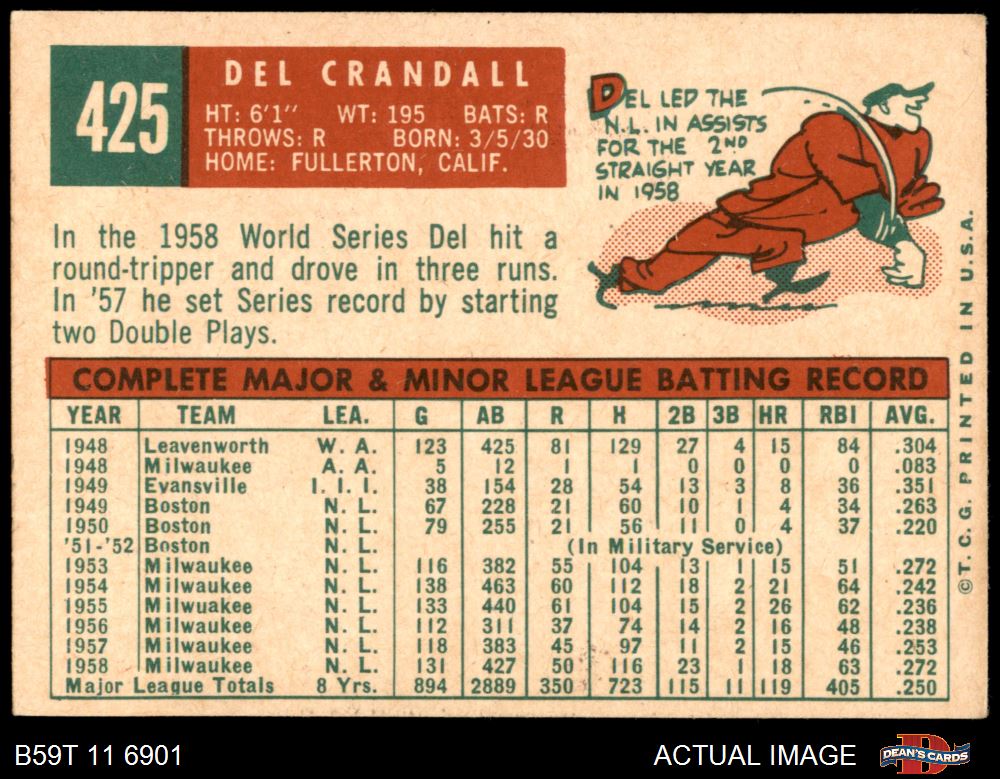 425
DEL CRANDALL
HT: 6'1" WT: 195 BATS: R
THROWS: R BORN: 3/5/30
HOME: FULLERTON, CALIF.
DEL LED THE
N.L. IN ASSISTS
FOR THE 2ND
STRAIGHT YEAR
IN 1958
In the 1958 World Series Del hit a
round-tripper and drove in three runs.
In '57 he set Series record by starting
two Double Plays.
COMPLETE MAJOR & MINOR LEAGUE BATTING RECORD
YEAR TEAM LEA. G AB R H 2B 3B HR RBI AVG.
1948 Leavenworth W. A. 123 425 81 129 27 4 15 84 .304
1948 Milwaukee A. A. 5 12 1 1 0 0 0 0 .083
1949 Evansville I. I. I. 38 154 28 54 13 3 8 36 .351
1949 Boston N. L. 67 228 21 60 10 1 4 34 .263
1950 Boston N. L. 79 255 21 56 11 0 4 37 .220
'51-'52 Boston N. L. (In Military Service)
1953 Milwaukee N. L. 116 382 55 104 13 1 15 51 .272
1954 Milwaukee N. L. 138 463 60 112 18 2 21 64 .242
1955 Milwuakee N. L. 133 440 61 104 15 2 26 62 .236
1956 Milwaukee N. L. 112 311 37 74 14 2 16 48 .238
1957 Milwaukee N. L. 118 383 45 97 11 2 15 46 .253
1958 Milwaukee N. L. 131 427 50 116 23 1 18 63 .272
Major League Totals 8 Yrs. 894 2889 350 723 115 11 119 405 .250
©T.C.G. PRINTED IN U.S.A.
B59T 11 6901
ACTUAL IMAGE
DEAN'S CARDS